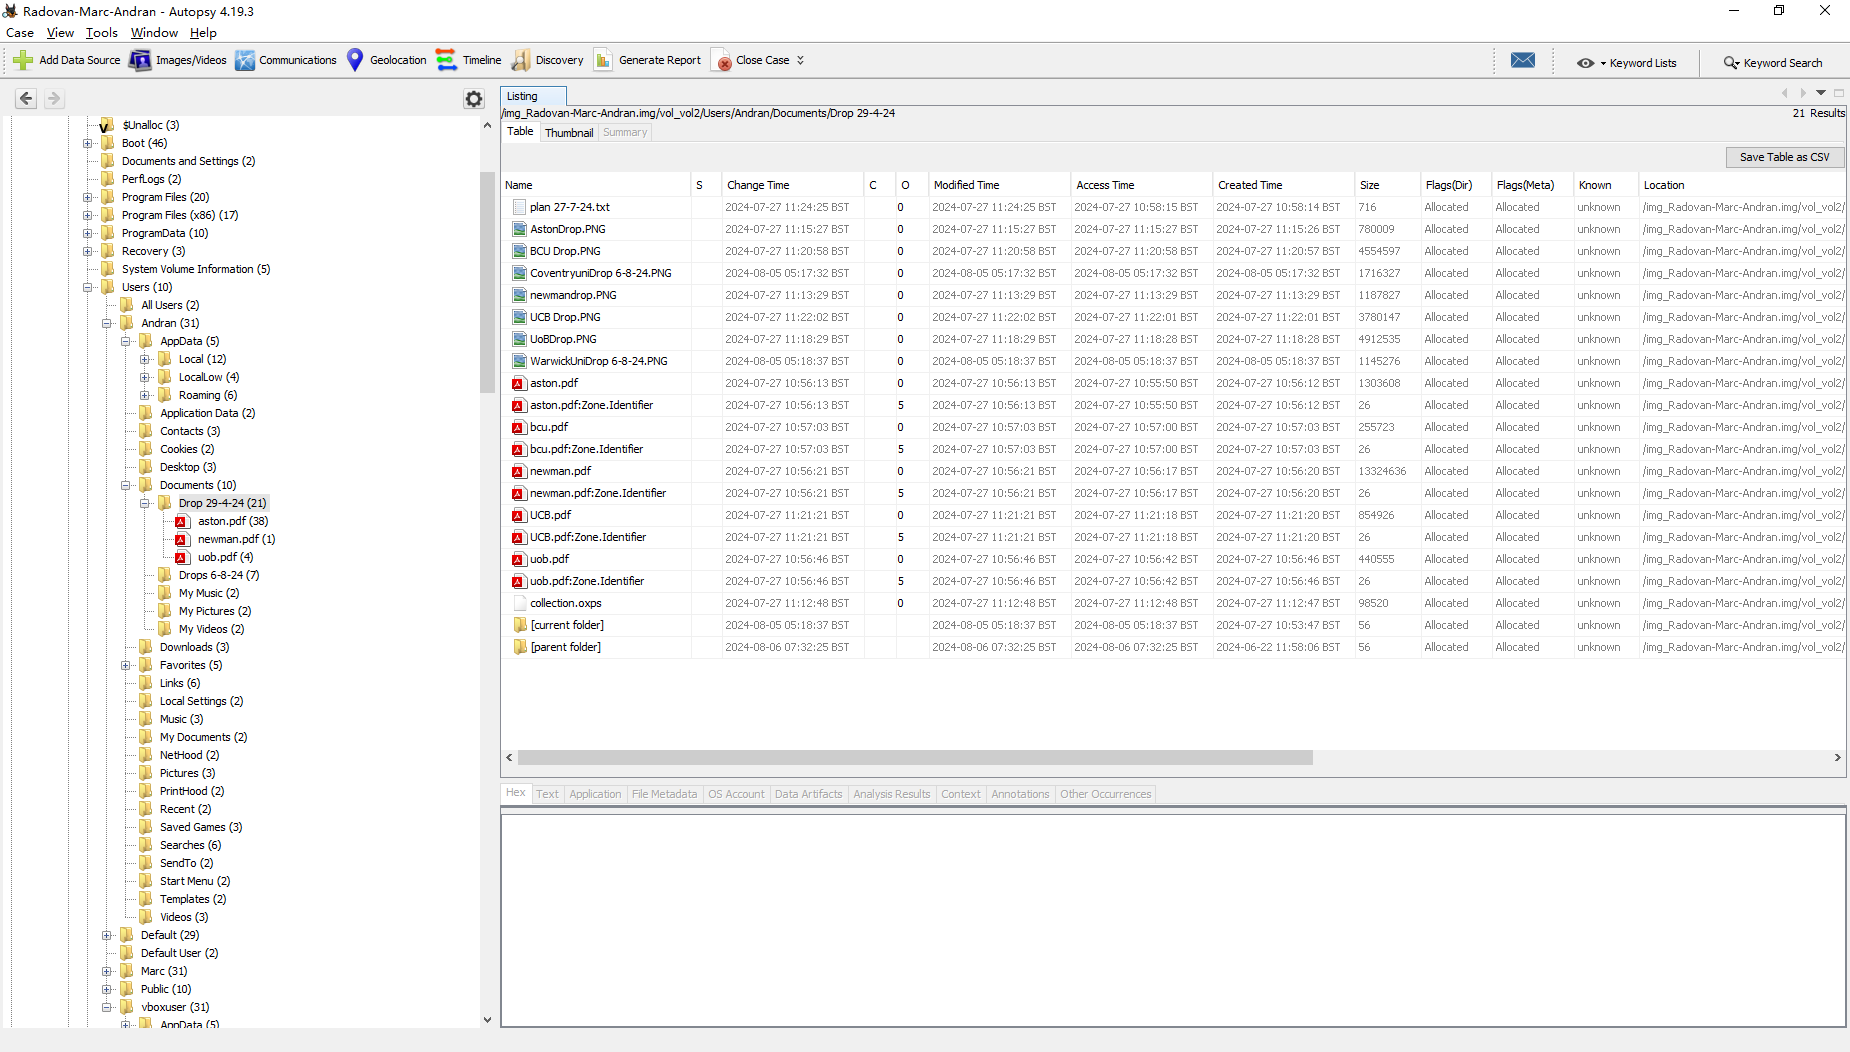 Radovan-Marc-Andran - Autopsy 4.19.3
Case View Tools Window Help
Add Data Source Images/Videos Communications Geolocation Timeline Discovery Generate Report Close Case Keyword Lists Keyword Search
$Unalloc (3)
Boot (46)
Documents and Settings (2)
PerfLogs (2)
Program Files (20)
Program Files (x86) (17)
ProgramData (10)
Recovery (3)
System Volume Information (5)
Users (10)
All Users (2)
Andran (31)
AppData (5)
Local (12)
LocalLow (4)
Roaming (6)
Application Data (2)
Contacts (3)
Cookies (2)
Desktop (3)
Documents (10)
Drop 29-4-24 (21)
aston.pdf (38)
newman.pdf (1)
uob.pdf (4)
Drops 6-8-24 (7)
My Music (2)
My Pictures (2)
My Videos (2)
Downloads (3)
Favorites (5)
Links (6)
Local Settings (2)
Music (3)
My Documents (2)
NetHood (2)
Pictures (3)
PrintHood (2)
Recent (2)
Saved Games (3)
Searches (6)
SendTo (2)
Start Menu (2)
Templates (2)
Videos (3)
Default (29)
Default User (2)
Marc (31)
Public (10)
vboxuser (31)
AppData (5)
Listing
/img_Radovan-Marc-Andran.img/vol_vol2/Users/Andran/Documents/Drop 29-4-24 21 Results
Table Thumbnail Summary
Save Table as CSV
Name S Change Time C O Modified Time Access Time Created Time Size Flags(Dir) Flags(Meta) Known Location
plan 27-7-24.txt 2024-07-27 11:24:25 BST 0 2024-07-27 11:24:25 BST 2024-07-27 10:58:15 BST 2024-07-27 10:58:14 BST 716 Allocated Allocated unknown /img_Radovan-Marc-Andran.img/vol_vol2/
AstonDrop.PNG 2024-07-27 11:15:27 BST 0 2024-07-27 11:15:27 BST 2024-07-27 11:15:27 BST 2024-07-27 11:15:26 BST 780009 Allocated Allocated unknown /img_Radovan-Marc-Andran.img/vol_vol2/
BCU Drop.PNG 2024-07-27 11:20:58 BST 0 2024-07-27 11:20:58 BST 2024-07-27 11:20:58 BST 2024-07-27 11:20:57 BST 4554597 Allocated Allocated unknown /img_Radovan-Marc-Andran.img/vol_vol2/
CoventryuniDrop 6-8-24.PNG 2024-08-05 05:17:32 BST 0 2024-08-05 05:17:32 BST 2024-08-05 05:17:32 BST 2024-08-05 05:17:32 BST 1716327 Allocated Allocated unknown /img_Radovan-Marc-Andran.img/vol_vol2/
newmandrop.PNG 2024-07-27 11:13:29 BST 0 2024-07-27 11:13:29 BST 2024-07-27 11:13:29 BST 2024-07-27 11:13:29 BST 1187827 Allocated Allocated unknown /img_Radovan-Marc-Andran.img/vol_vol2/
UCB Drop.PNG 2024-07-27 11:22:02 BST 0 2024-07-27 11:22:02 BST 2024-07-27 11:22:01 BST 2024-07-27 11:22:01 BST 3780147 Allocated Allocated unknown /img_Radovan-Marc-Andran.img/vol_vol2/
UoBDrop.PNG 2024-07-27 11:18:29 BST 0 2024-07-27 11:18:29 BST 2024-07-27 11:18:28 BST 2024-07-27 11:18:28 BST 4912535 Allocated Allocated unknown /img_Radovan-Marc-Andran.img/vol_vol2/
WarwickUniDrop 6-8-24.PNG 2024-08-05 05:18:37 BST 0 2024-08-05 05:18:37 BST 2024-08-05 05:18:37 BST 2024-08-05 05:18:37 BST 1145276 Allocated Allocated unknown /img_Radovan-Marc-Andran.img/vol_vol2/
aston.pdf 2024-07-27 10:56:13 BST 0 2024-07-27 10:56:13 BST 2024-07-27 10:55:50 BST 2024-07-27 10:56:12 BST 1303608 Allocated Allocated unknown /img_Radovan-Marc-Andran.img/vol_vol2/
aston.pdf:Zone.Identifier 2024-07-27 10:56:13 BST 5 2024-07-27 10:56:13 BST 2024-07-27 10:55:50 BST 2024-07-27 10:56:12 BST 26 Allocated Allocated unknown /img_Radovan-Marc-Andran.img/vol_vol2/
bcu.pdf 2024-07-27 10:57:03 BST 0 2024-07-27 10:57:03 BST 2024-07-27 10:57:00 BST 2024-07-27 10:57:03 BST 255723 Allocated Allocated unknown /img_Radovan-Marc-Andran.img/vol_vol2/
bcu.pdf:Zone.Identifier 2024-07-27 10:57:03 BST 5 2024-07-27 10:57:03 BST 2024-07-27 10:57:00 BST 2024-07-27 10:57:03 BST 26 Allocated Allocated unknown /img_Radovan-Marc-Andran.img/vol_vol2/
newman.pdf 2024-07-27 10:56:21 BST 0 2024-07-27 10:56:21 BST 2024-07-27 10:56:17 BST 2024-07-27 10:56:20 BST 13324636 Allocated Allocated unknown /img_Radovan-Marc-Andran.img/vol_vol2/
newman.pdf:Zone.Identifier 2024-07-27 10:56:21 BST 5 2024-07-27 10:56:21 BST 2024-07-27 10:56:17 BST 2024-07-27 10:56:20 BST 26 Allocated Allocated unknown /img_Radovan-Marc-Andran.img/vol_vol2/
UCB.pdf 2024-07-27 11:21:21 BST 0 2024-07-27 11:21:21 BST 2024-07-27 11:21:18 BST 2024-07-27 11:21:20 BST 854926 Allocated Allocated unknown /img_Radovan-Marc-Andran.img/vol_vol2/
UCB.pdf:Zone.Identifier 2024-07-27 11:21:21 BST 5 2024-07-27 11:21:21 BST 2024-07-27 11:21:18 BST 2024-07-27 11:21:20 BST 26 Allocated Allocated unknown /img_Radovan-Marc-Andran.img/vol_vol2/
uob.pdf 2024-07-27 10:56:46 BST 0 2024-07-27 10:56:46 BST 2024-07-27 10:56:42 BST 2024-07-27 10:56:46 BST 440555 Allocated Allocated unknown /img_Radovan-Marc-Andran.img/vol_vol2/
uob.pdf:Zone.Identifier 2024-07-27 10:56:46 BST 5 2024-07-27 10:56:46 BST 2024-07-27 10:56:42 BST 2024-07-27 10:56:46 BST 26 Allocated Allocated unknown /img_Radovan-Marc-Andran.img/vol_vol2/
collection.oxps 2024-07-27 11:12:48 BST 0 2024-07-27 11:12:48 BST 2024-07-27 11:12:48 BST 2024-07-27 11:12:47 BST 98520 Allocated Allocated unknown /img_Radovan-Marc-Andran.img/vol_vol2/
[current folder] 2024-08-05 05:18:37 BST 2024-08-05 05:18:37 BST 2024-08-05 05:18:37 BST 2024-07-27 10:53:47 BST 56 Allocated Allocated unknown /img_Radovan-Marc-Andran.img/vol_vol2/
[parent folder] 2024-08-06 07:32:25 BST 2024-08-06 07:32:25 BST 2024-08-06 07:32:25 BST 2024-06-22 11:58:06 BST 56 Allocated Allocated unknown /img_Radovan-Marc-Andran.img/vol_vol2/
Hex Text Application File Metadata OS Account Data Artifacts Analysis Results Context Annotations Other Occurrences